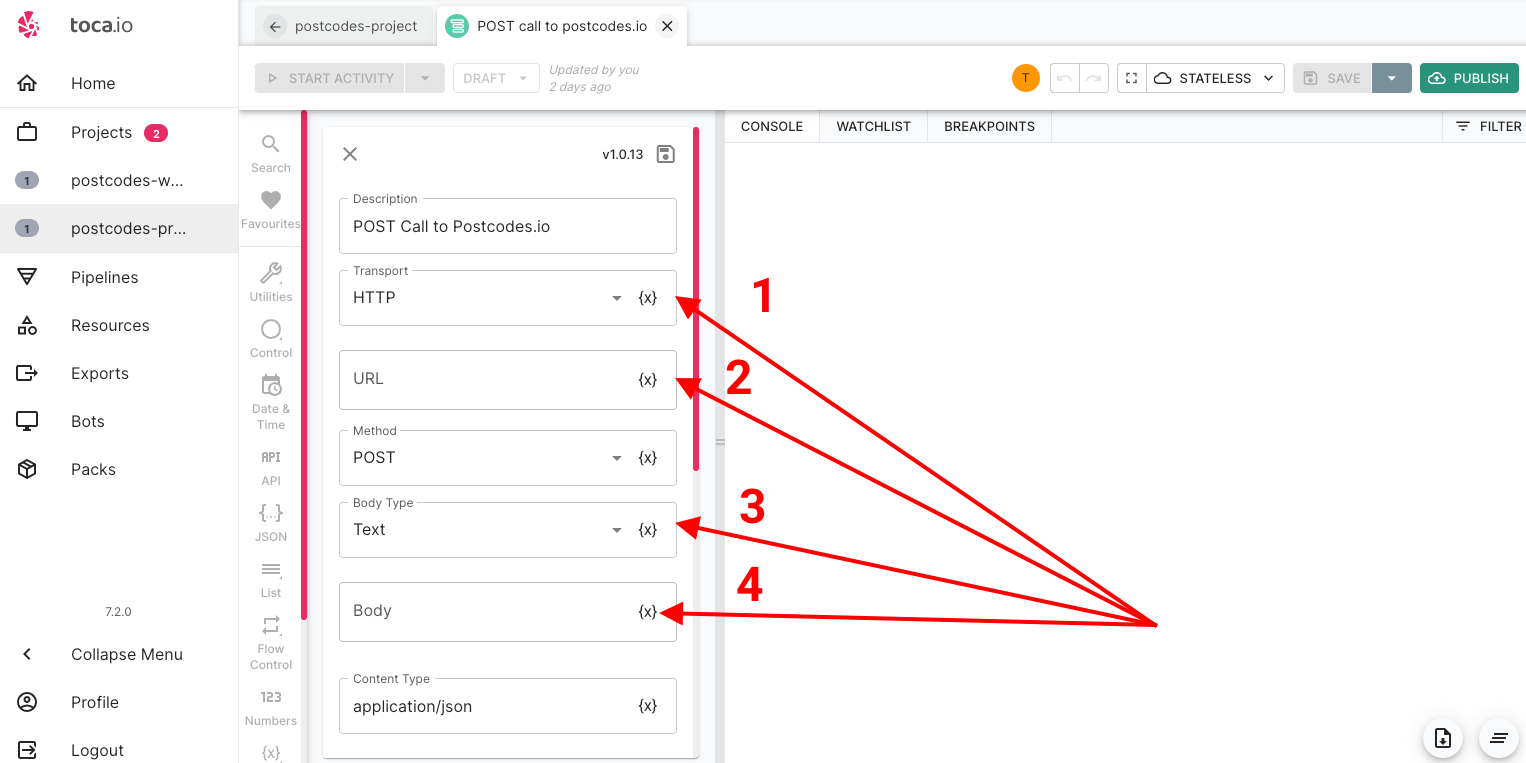 toca.io
Home
Projects 2
1 postcodes-w...
1 postcodes-pr...
Pipelines
Resources
Exports
Bots
Packs
7.2.0
Collapse Menu
Profile
Logout
postcodes-project
POST call to postcodes.io
START ACTIVITY
DRAFT
Updated by you
2 days ago
T
STATELESS
SAVE
PUBLISH
Search
Favourites
Utilities
Control
Date &
Time
API
API
{...}
JSON
List
Flow
Control
123
Numbers
{x}
v1.0.13
Description
POST Call to Postcodes.io
Transport
HTTP {x}
URL {x}
Method
POST {x}
Body Type
Text {x}
Body {x}
Content Type
application/json {x}
CONSOLE
WATCHLIST
BREAKPOINTS
FILTER
1
2
3
4